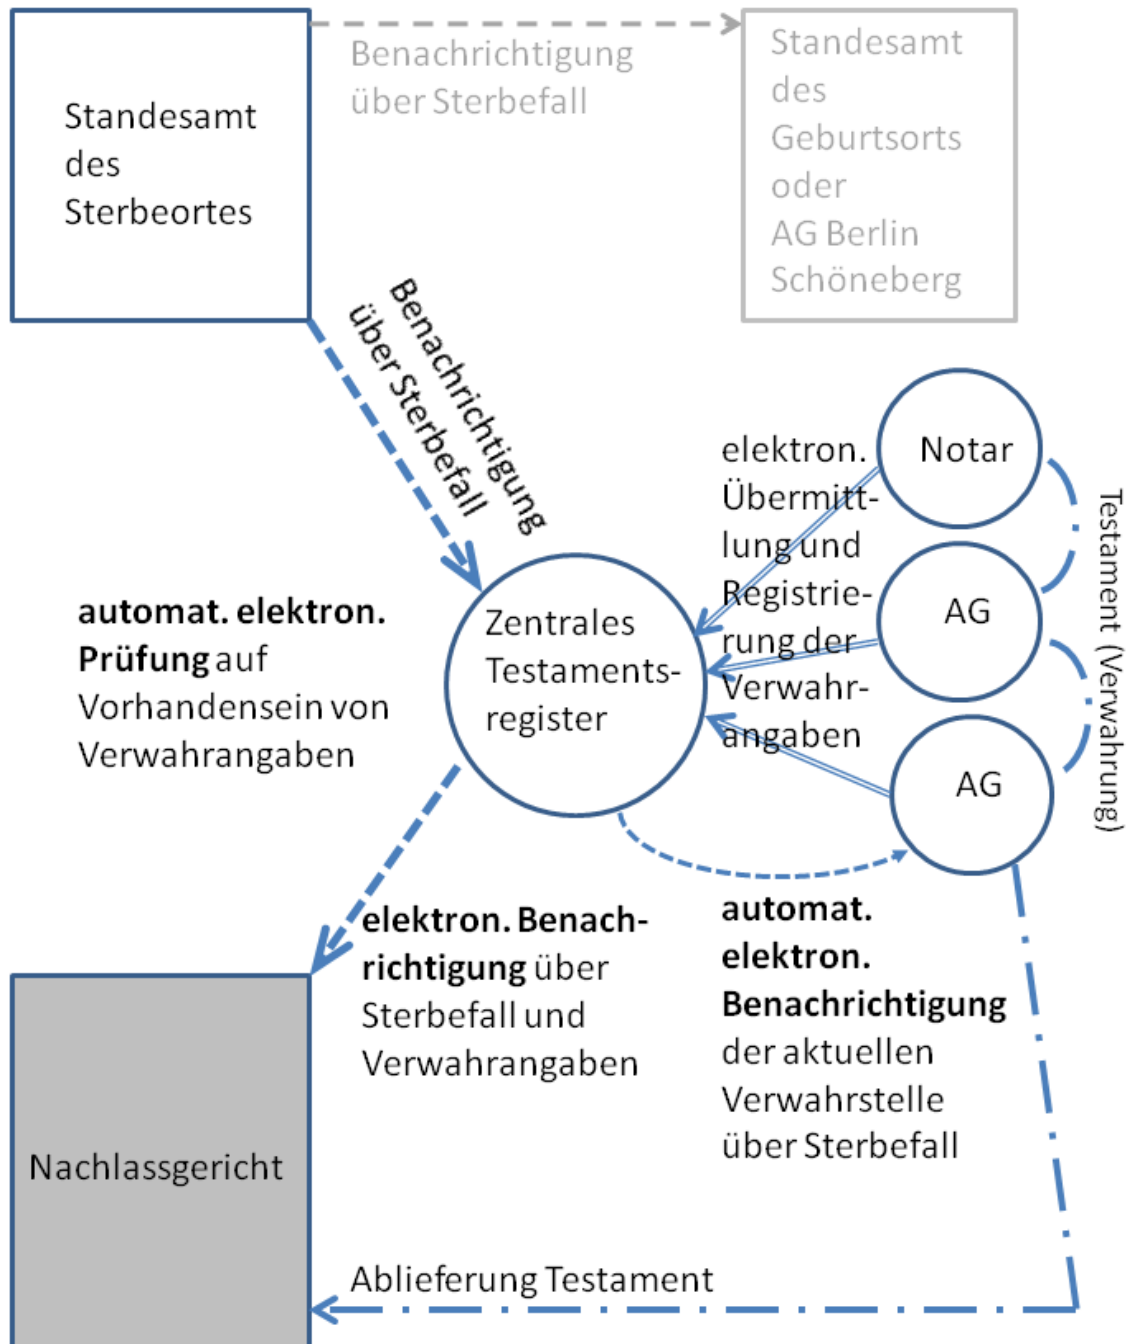 Benachrichtigung
über Sterbefall
Standesamt
des
Geburtsorts
oder
AG Berlin
Schöneberg
Standesamt
des
Sterbeortes
Benachrichtigung
über Sterbefall
elektron.
Übermitt-
lung und
Registrie-
rung der
Verwahr-
angaben
Notar
AG
AG
Testament (Verwahrung)
automat. elektron.
Prüfung auf
Vorhandensein von
Verwahrangaben
Zentrales
Testaments-
register
elektron. Benach-
richtigung über
Sterbefall und
Verwahrangaben
automat.
elektron.
Benachrichtigung
der aktuellen
Verwahrstelle
über Sterbefall
Nachlassgericht
Ablieferung Testament